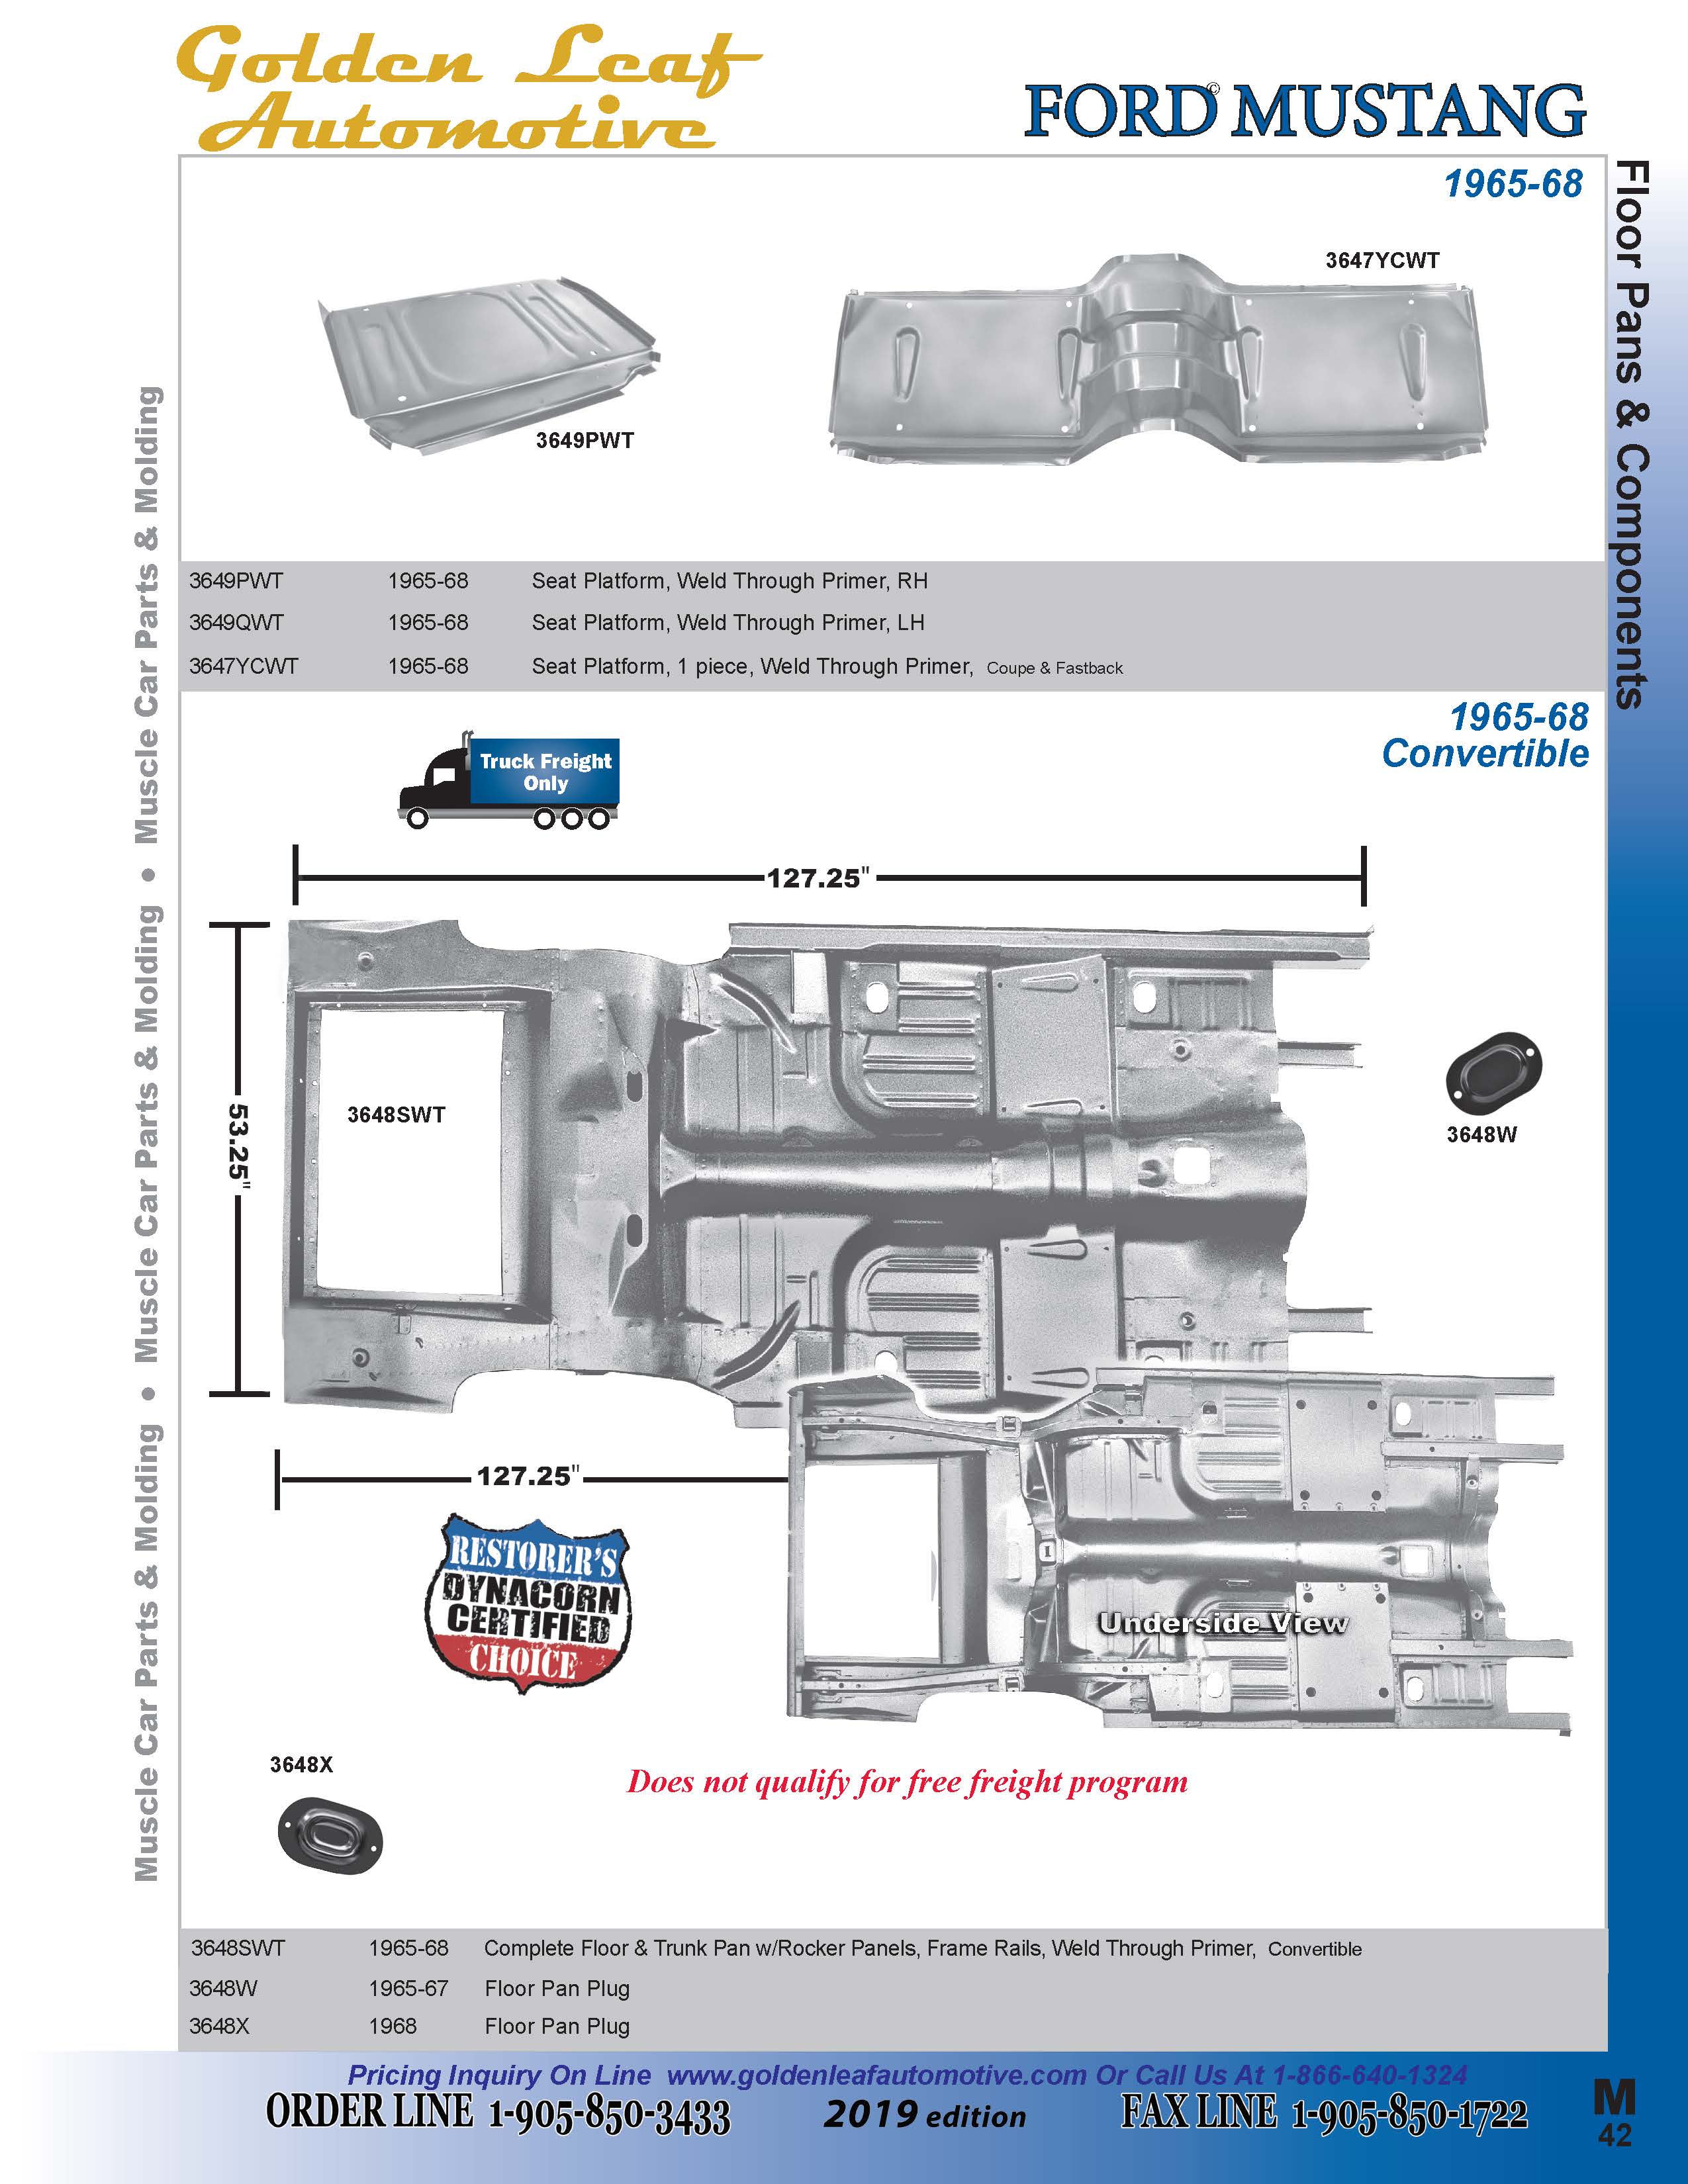 Golden Leaf
Automotive
FORD© MUSTANG
1965-68
3647YCWT
3649PWT
3649PWT 1965-68 Seat Platform, Weld Through Primer, RH
3649QWT 1965-68 Seat Platform, Weld Through Primer, LH
3647YCWT 1965-68 Seat Platform, 1 piece, Weld Through Primer, Coupe & Fastback
1965-68
Convertible
Truck Freight
Only
127.25"
53.25"
3648SWT
3648W
127.25"
RESTORER'S
DYNACORN
CERTIFIED
CHOICE
Underside View
3648X
Does not qualify for free freight program
3648SWT 1965-68 Complete Floor & Trunk Pan w/Rocker Panels, Frame Rails, Weld Through Primer, Convertible
3648W 1965-67 Floor Pan Plug
3648X 1968 Floor Pan Plug
Pricing Inquiry On Line www.goldenleafautomotive.com Or Call Us At 1-866-640-1324
ORDER LINE 1-905-850-3433 2019 edition FAX LINE 1-905-850-1722
M
42
Floor Pans & Components
Muscle Car Parts & Molding • Muscle Car Parts & Molding • Muscle Car Parts & Molding